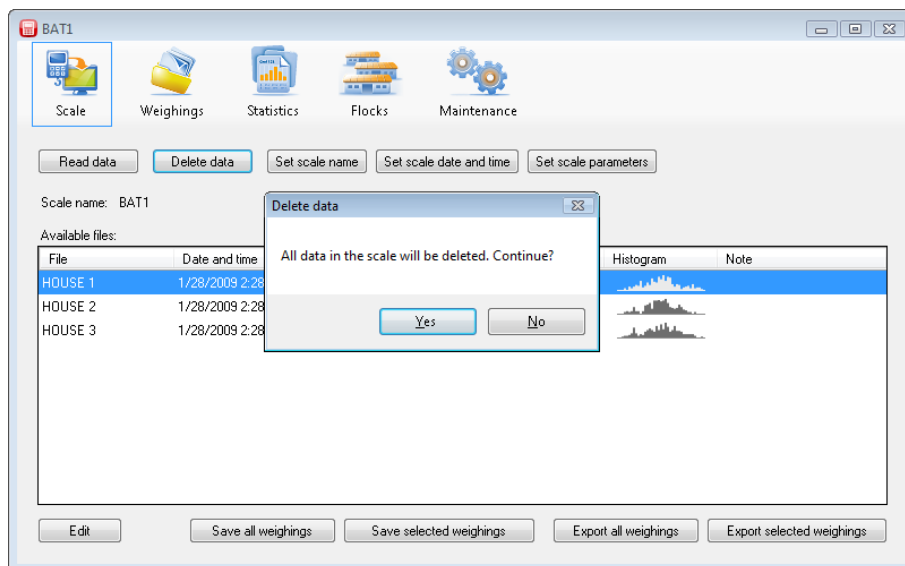 BAT1
Scale Weighings Statistics Flocks Maintenance
Read data Delete data Set scale name Set scale date and time Set scale parameters
Scale name: BAT1
Delete data
All data in the scale will be deleted. Continue?
Yes No
Available files:
File Date and time Histogram Note
HOUSE 1 1/28/2009 2:28
HOUSE 2 1/28/2009 2:28
HOUSE 3 1/28/2009 2:28
Edit Save all weighings Save selected weighings Export all weighings Export selected weighings